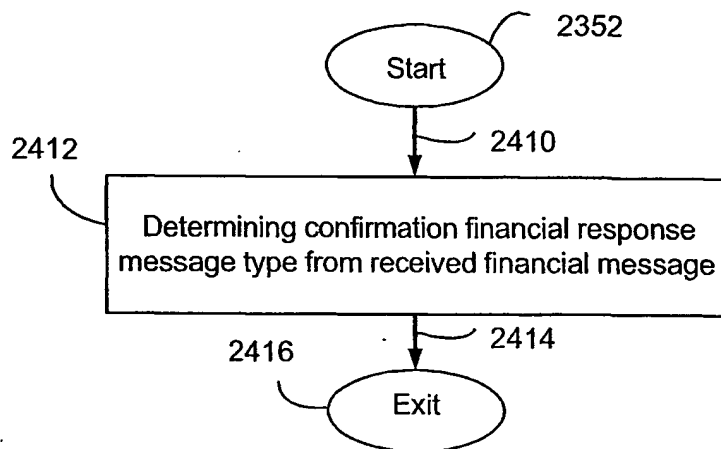 2352
Start
2410
2412
Determining confirmation financial response
message type from received financial message
2414
2416
Exit